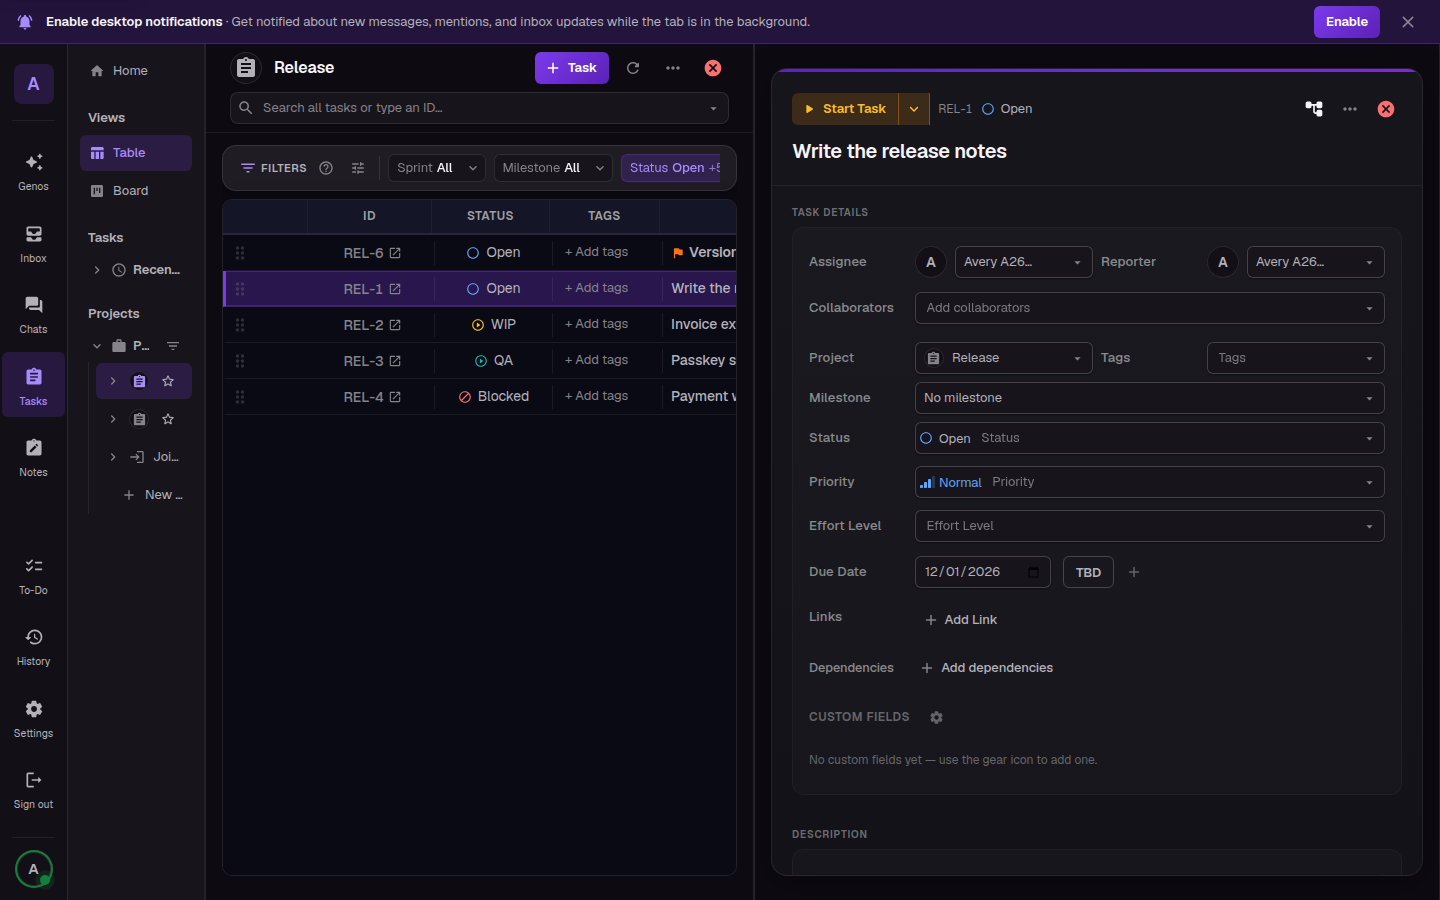 Enable desktop notifications · Get notified about new messages, mentions, and inbox updates while the tab is in the background.
Enable
A
Genos
Inbox
Chats
Tasks
Notes
To-Do
History
Settings
Sign out
A
Home
Views
Table
Board
Tasks
Recen...
Projects
P...
Joi...
New ...
Release
+ Task
Search all tasks or type an ID...
FILTERS
Sprint All
Milestone All
Status Open +5
ID STATUS TAGS
REL-6 Open + Add tags Version
REL-1 Open + Add tags Write the
REL-2 WIP + Add tags Invoice ex
REL-3 QA + Add tags Passkey s
REL-4 Blocked + Add tags Payment w
Start Task
REL-1 Open
Write the release notes
TASK DETAILS
Assignee A Avery A26... Reporter A Avery A26...
Collaborators Add collaborators
Project Release Tags Tags
Milestone No milestone
Status Open Status
Priority Normal Priority
Effort Level Effort Level
Due Date 12/01/2026 TBD +
Links + Add Link
Dependencies + Add dependencies
CUSTOM FIELDS
No custom fields yet — use the gear icon to add one.
DESCRIPTION